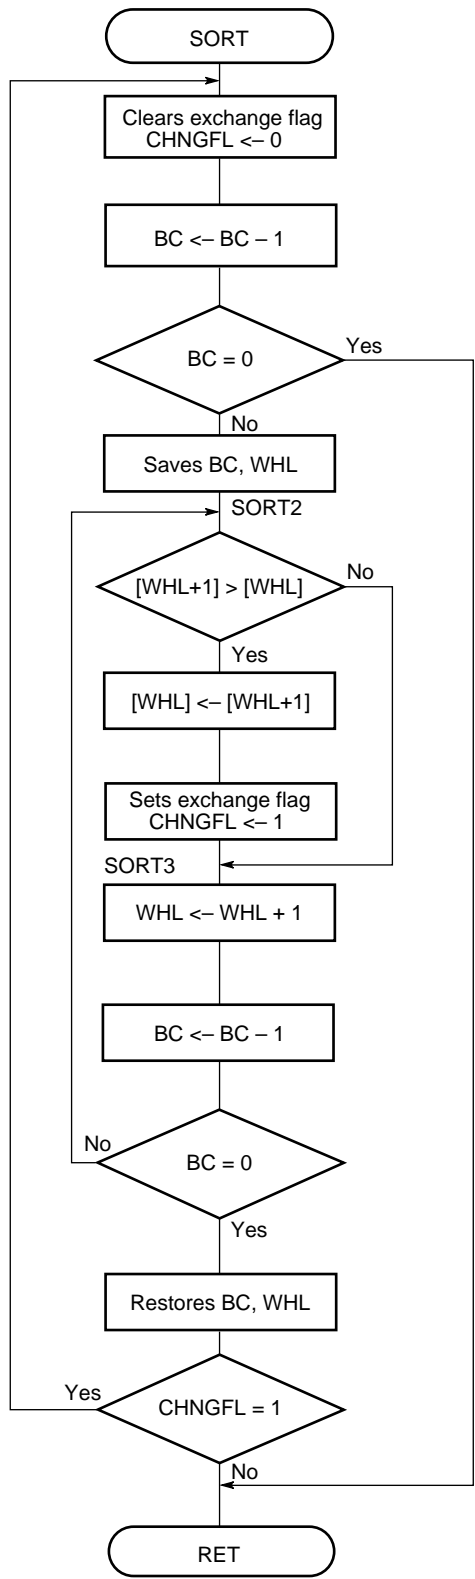 SORT
Clears exchange flag
CHNGFL <– 0
BC <– BC – 1
BC = 0
Yes
No
Saves BC, WHL
SORT2
[WHL+1] > [WHL]
No
Yes
[WHL] <– [WHL+1]
Sets exchange flag
CHNGFL <– 1
SORT3
WHL <– WHL + 1
BC <– BC – 1
No
BC = 0
Yes
Restores BC, WHL
Yes
CHNGFL = 1
No
RET